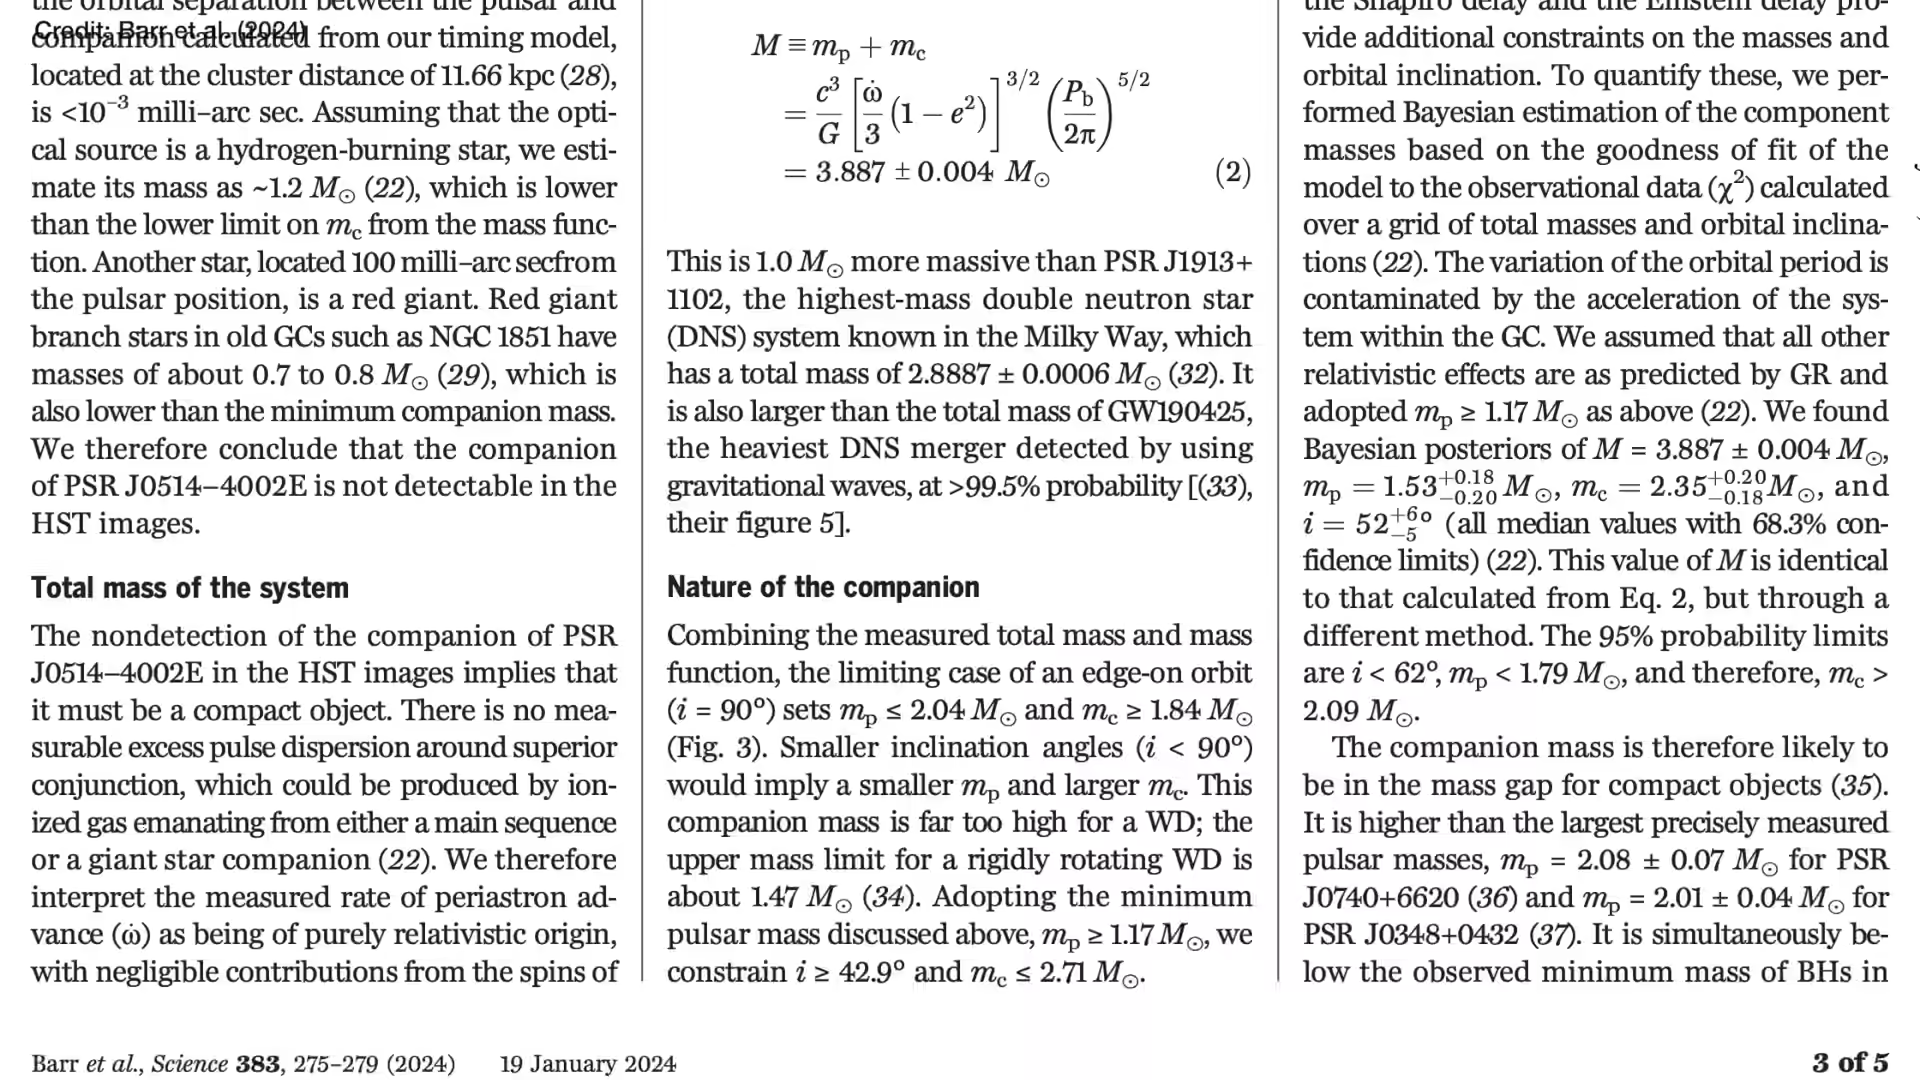 the orbital separation between the pulsar and
Credit: Barr et al. (2024)
companion calculated from our timing model,
located at the cluster distance of 11.66 kpc (28),
is <10⁻³ milli–arc sec. Assuming that the opti-
cal source is a hydrogen-burning star, we esti-
mate its mass as ~1.2 M⊙ (22), which is lower
than the lower limit on mc from the mass func-
tion. Another star, located 100 milli–arc secfrom
the pulsar position, is a red giant. Red giant
branch stars in old GCs such as NGC 1851 have
masses of about 0.7 to 0.8 M⊙ (29), which is
also lower than the minimum companion mass.
We therefore conclude that the companion
of PSR J0514−4002E is not detectable in the
HST images.
Total mass of the system
The nondetection of the companion of PSR
J0514−4002E in the HST images implies that
it must be a compact object. There is no mea-
surable excess pulse dispersion around superior
conjunction, which could be produced by ion-
ized gas emanating from either a main sequence
or a giant star companion (22). We therefore
interpret the measured rate of periastron ad-
vance (ω̇) as being of purely relativistic origin,
with negligible contributions from the spins of
M ≡ mp + mc
= c³/G [ω̇/3 (1 − e²)]^3/2 (Pb/2π)^5/2
= 3.887 ± 0.004 M⊙ (2)
This is 1.0 M⊙ more massive than PSR J1913+
1102, the highest-mass double neutron star
(DNS) system known in the Milky Way, which
has a total mass of 2.8887 ± 0.0006 M⊙ (32). It
is also larger than the total mass of GW190425,
the heaviest DNS merger detected by using
gravitational waves, at >99.5% probability [(33),
their figure 5].
Nature of the companion
Combining the measured total mass and mass
function, the limiting case of an edge-on orbit
(i = 90°) sets mp ≤ 2.04 M⊙ and mc ≥ 1.84 M⊙
(Fig. 3). Smaller inclination angles (i < 90°)
would imply a smaller mp and larger mc. This
companion mass is far too high for a WD; the
upper mass limit for a rigidly rotating WD is
about 1.47 M⊙ (34). Adopting the minimum
pulsar mass discussed above, mp ≥ 1.17 M⊙, we
constrain i ≥ 42.9° and mc ≤ 2.71 M⊙.
the Shapiro delay and the Einstein delay pro-
vide additional constraints on the masses and
orbital inclination. To quantify these, we per-
formed Bayesian estimation of the component
masses based on the goodness of fit of the
model to the observational data (χ²) calculated
over a grid of total masses and orbital inclina-
tions (22). The variation of the orbital period is
contaminated by the acceleration of the sys-
tem within the GC. We assumed that all other
relativistic effects are as predicted by GR and
adopted mp ≥ 1.17 M⊙ as above (22). We found
Bayesian posteriors of M = 3.887 ± 0.004 M⊙,
mp = 1.53+0.18−0.20 M⊙, mc = 2.35+0.20−0.18 M⊙, and
i = 52+6−5° (all median values with 68.3% con-
fidence limits) (22). This value of M is identical
to that calculated from Eq. 2, but through a
different method. The 95% probability limits
are i < 62°, mp < 1.79 M⊙, and therefore, mc >
2.09 M⊙.
The companion mass is therefore likely to
be in the mass gap for compact objects (35).
It is higher than the largest precisely measured
pulsar masses, mp = 2.08 ± 0.07 M⊙ for PSR
J0740+6620 (36) and mp = 2.01 ± 0.04 M⊙ for
PSR J0348+0432 (37). It is simultaneously be-
low the observed minimum mass of BHs in
Barr et al., Science 383, 275–279 (2024) 19 January 2024
3 of 5